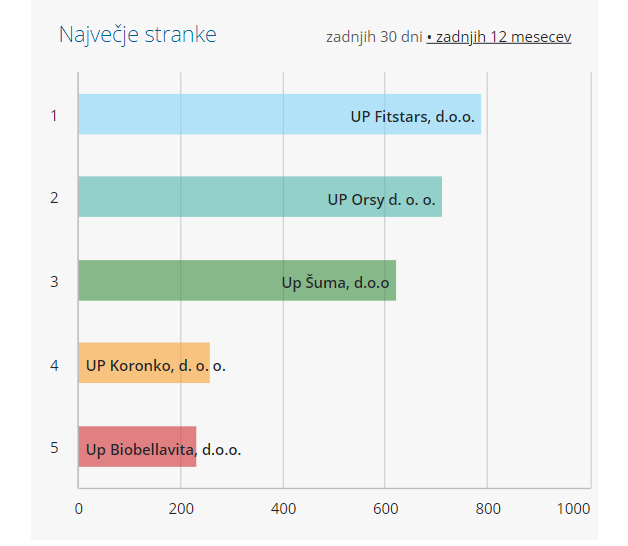 Največje stranke
zadnjih 30 dni • zadnjih 12 mesecev
1
UP Fitstars, d.o.o.
2
UP Orsy d. o. o.
3
Up Šuma, d.o.o
4
UP Koronko, d. o. o.
5
Up Biobellavita, d.o.o.
0 200 400 600 800 1000